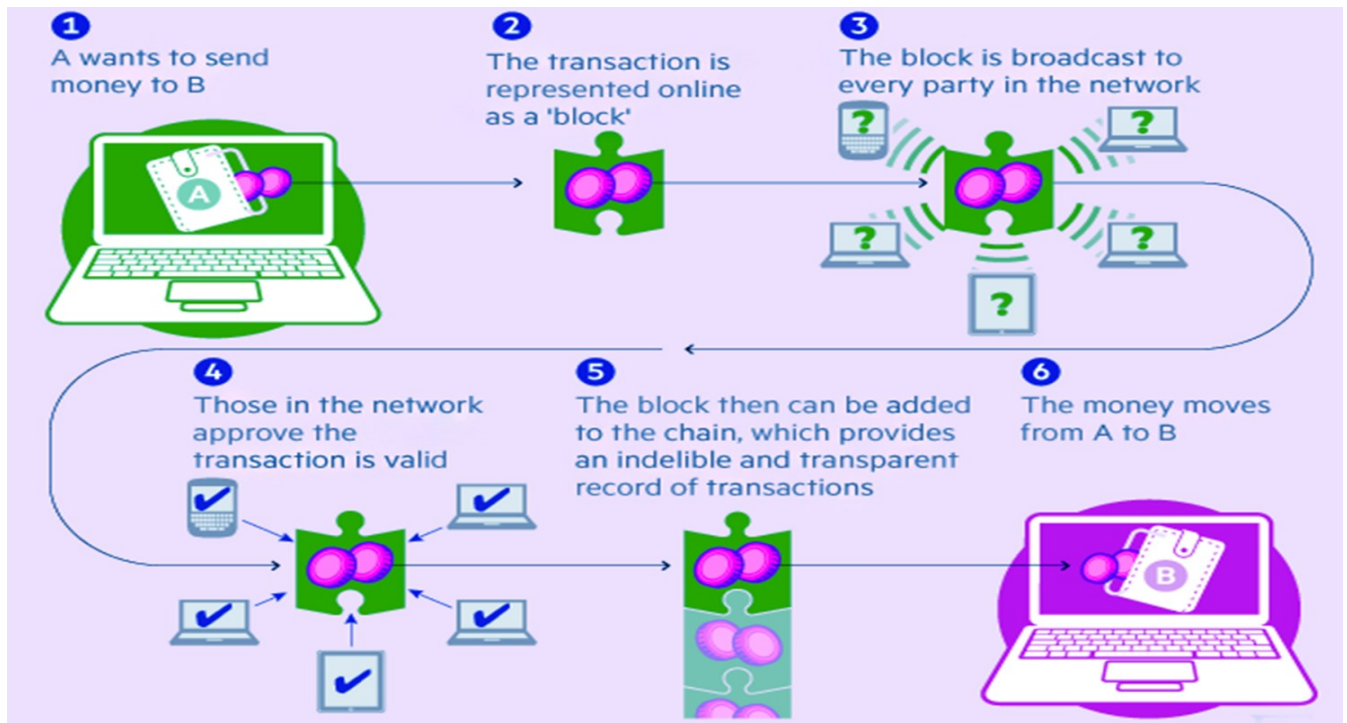 1
A wants to send
money to B
A
2
The transaction is
represented online
as a 'block'
3
The block is broadcast to
every party in the network
?
?
?
?
?
4
Those in the network
approve the
transaction is valid
5
The block then can be added
to the chain, which provides
an indelible and transparent
record of transactions
6
The money moves
from A to B
B